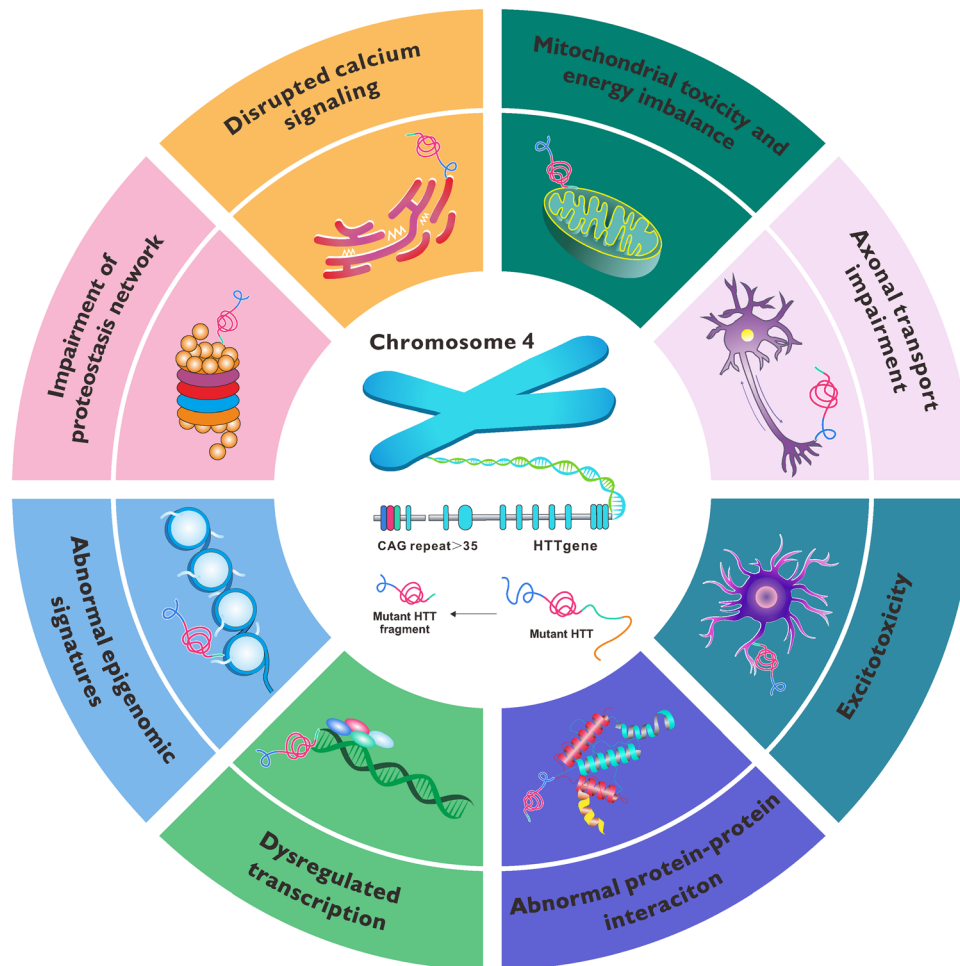 Disrupted calcium
signaling
Mitochondrial toxicity and
energy imbalance
Axonal transport
impairment
Excitotoxicity
Abnormal protein-protein
interaciton
Dysregulated
transcription
Abnormal epigenomic
signatures
Impairment of
proteostasis network
Chromosome 4
CAG repeat>35
HTTgene
Mutant HTT
fragment
Mutant HTT